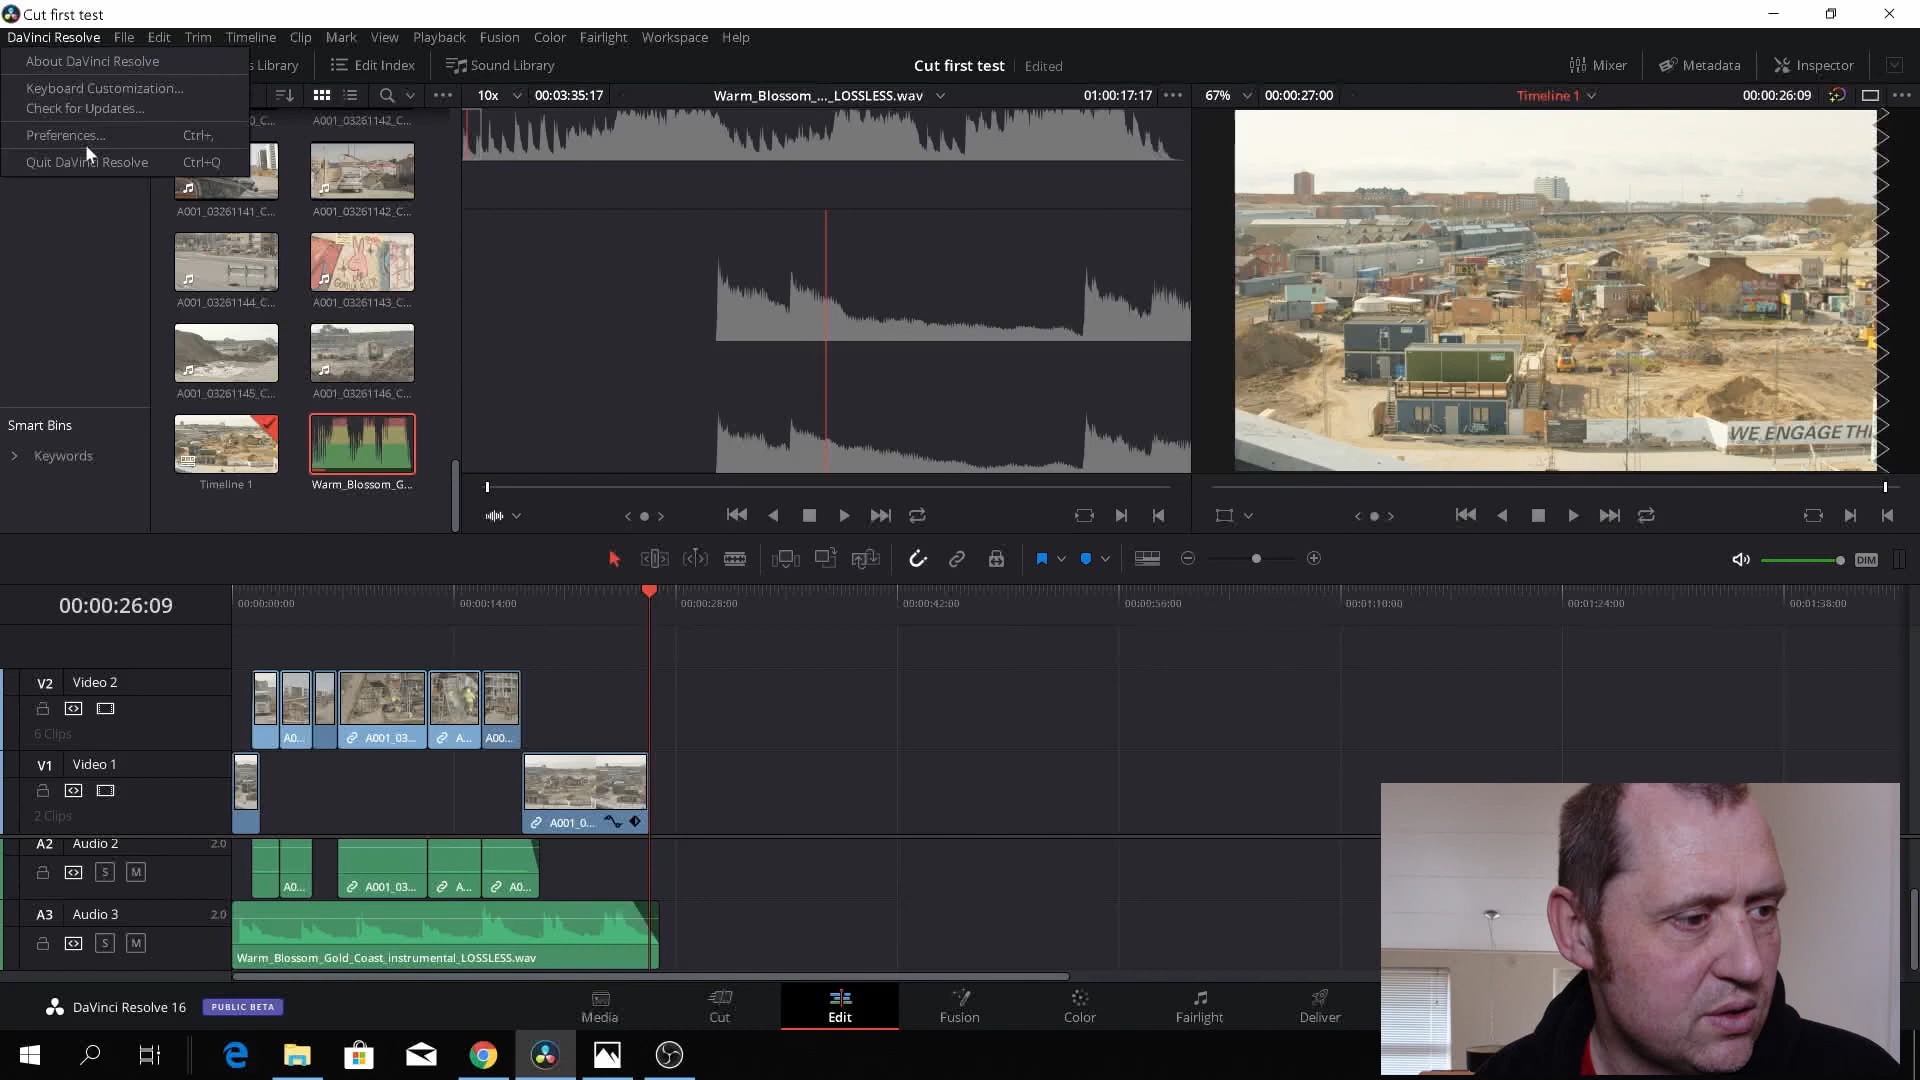 Cut first test
DaVinci Resolve File Edit Trim Timeline Clip Mark View Playback Fusion Color Fairlight Workspace Help
About DaVinci Resolve
Keyboard Customization...
Check for Updates...
Preferences... Ctrl+,
Quit DaVinci Resolve Ctrl+Q
s Library Edit Index Sound Library Cut first test Edited Mixer Metadata Inspector
10x 00:03:35:17 Warm_Blossom_..._LOSSLESS.wav 01:00:17:17 67% 00:00:27:00 Timeline 1 00:00:26:09
A001_03261142_C...
A001_03261141_C... A001_03261142_C...
A001_03261144_C... A001_03261143_C...
A001_03261145_C... A001_03261146_C...
Timeline 1 Warm_Blossom_G...
Smart Bins
Keywords
WE ENGAGE THI
DIM
00:00:26:09
00:00:00:00 00:00:14:00 00:00:28:00 00:00:42:00 00:00:56:00 00:01:10:00 00:01:24:00 00:01:38:00
V2 Video 2
6 Clips
A0... A001_03... A... A00...
V1 Video 1
2 Clips
A001_0...
A2 Audio 2 2.0
S M
A0... A001_03... A... A0...
A3 Audio 3 2.0
S M
Warm_Blossom_Gold_Coast_instrumental_LOSSLESS.wav
DaVinci Resolve 16 PUBLIC BETA
Media Cut Edit Fusion Color Fairlight Deliver